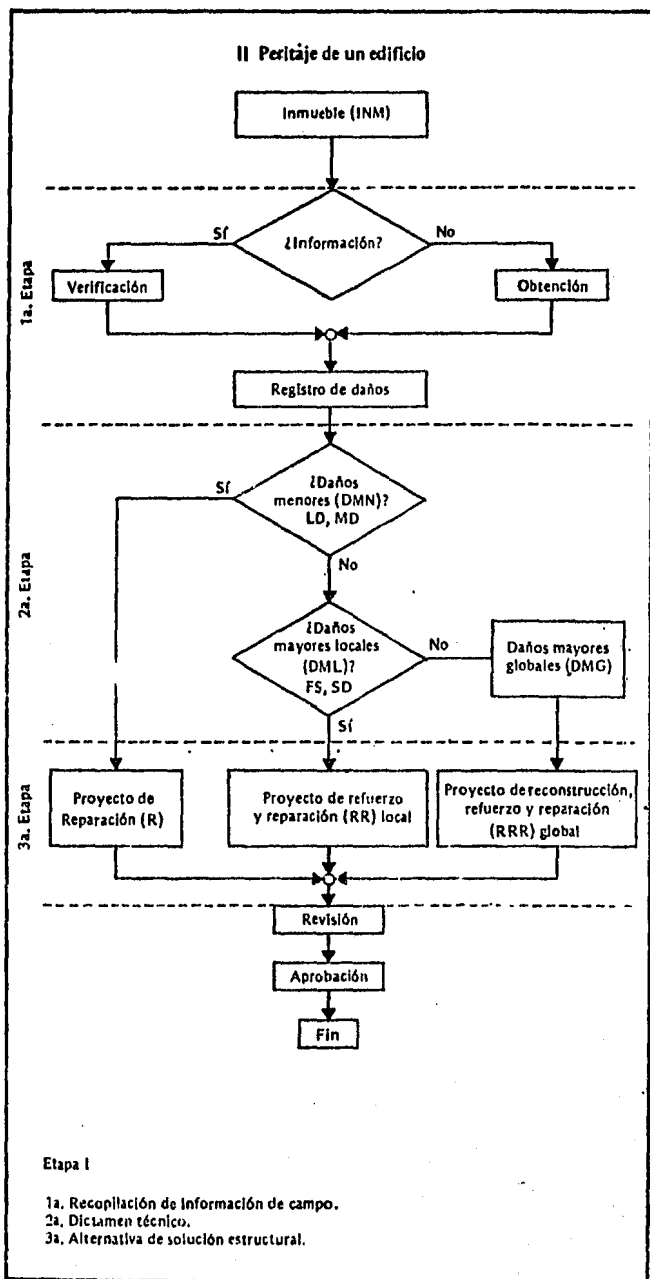 II Peritaje de un edificio
Inmueble (INM)
1a. Etapa
Sí
¿Información?
No
Verificación
Obtención
Registro de daños
2a. Etapa
Sí
¿Daños
menores (DMN)?
LD, MD
No
¿Daños
mayores locales
(DML)?
FS, SD
No
Daños mayores
globales (DMG)
Sí
3a. Etapa
Proyecto de
Reparación (R)
Proyecto de refuerzo
y reparación (RR) local
Proyecto de reconstrucción,
refuerzo y reparación
(RRR) global
Revisión
Aprobación
Fin
Etapa I
1a. Recopilación de información de campo.
2a. Dictamen técnico.
3a. Alternativa de solución estructural.